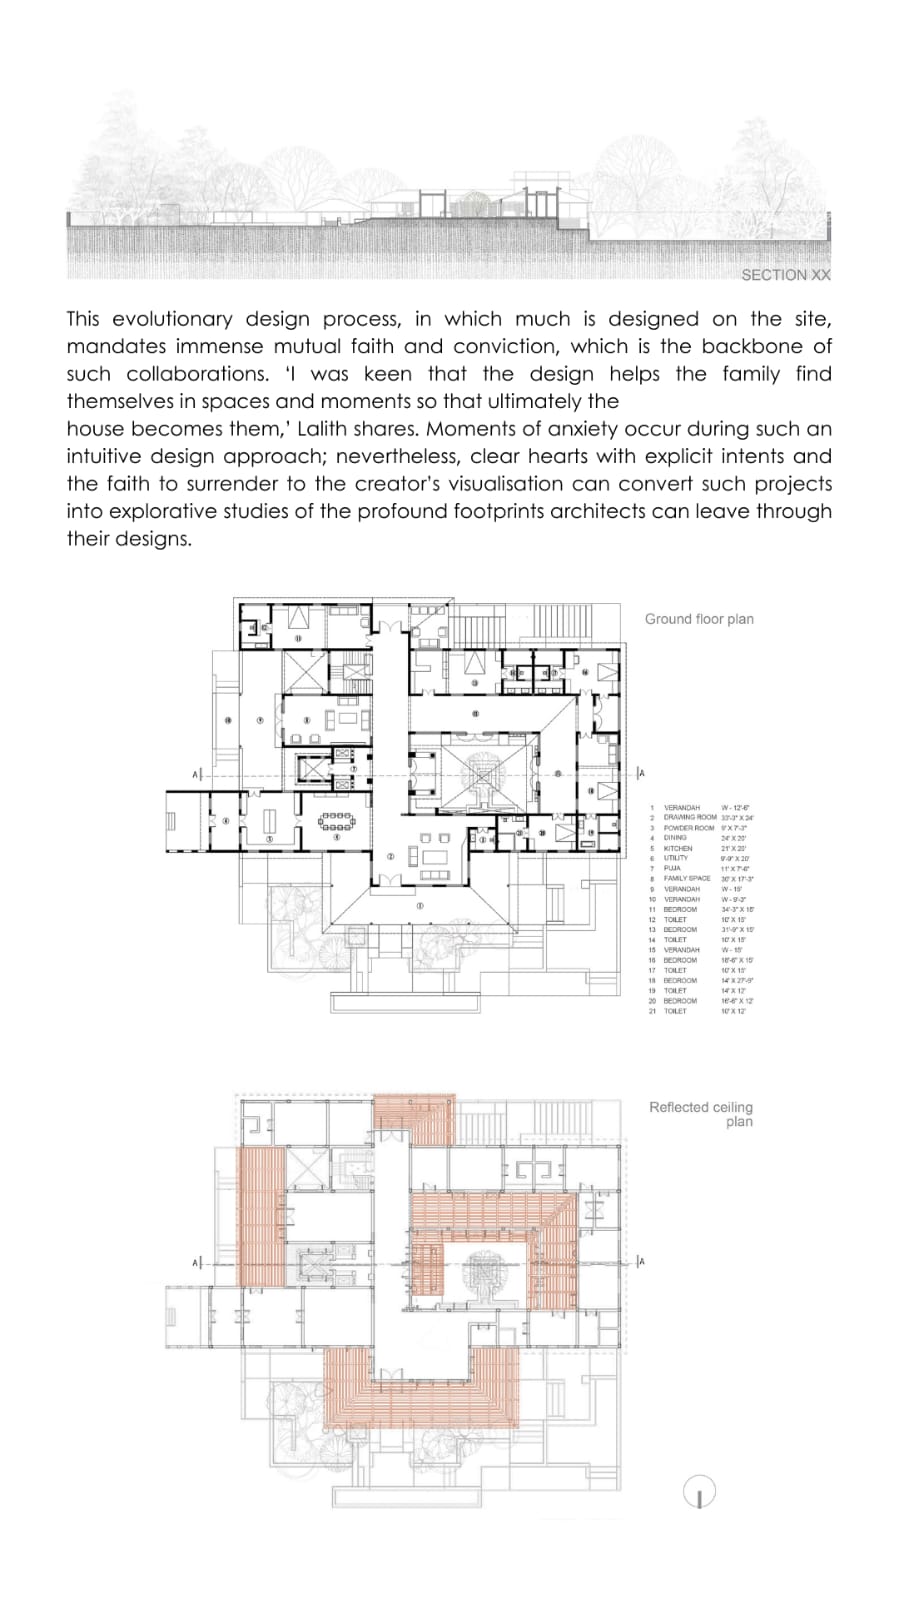 SECTION XX
This evolutionary design process, in which much is designed on the site,
mandates immense mutual faith and conviction, which is the backbone of
such collaborations. ‘I was keen that the design helps the family find
themselves in spaces and moments so that ultimately the
house becomes them,’ Lalith shares. Moments of anxiety occur during such an
intuitive design approach; nevertheless, clear hearts with explicit intents and
the faith to surrender to the creator’s visualisation can convert such projects
into explorative studies of the profound footprints architects can leave through
their designs.
Ground floor plan
A
A
1 VERANDAH W - 12'-6"
2 DRAWING ROOM 33'-3" X 24'
3 POWDER ROOM 9' X 7'-3"
4 DINING 24' X 20'
5 KITCHEN 21' X 20'
6 UTILITY 9'-9" X 20'
7 PUJA 11' X 7'-6"
8 FAMILY SPACE 30' X 17'-3"
9 VERANDAH W - 15'
10 VERANDAH W - 9'-3"
11 BEDROOM 34'-3" X 15'
12 TOILET 10' X 15'
13 BEDROOM 31'-9" X 15'
14 TOILET 10' X 15'
15 VERANDAH W - 15'
16 BEDROOM 18'-6" X 15'
17 TOILET 10' X 15'
18 BEDROOM 14' X 27'-9"
19 TOILET 14' X 12'
20 BEDROOM 16'-6" X 12'
21 TOILET 10' X 12'
Reflected ceiling
plan
A
A